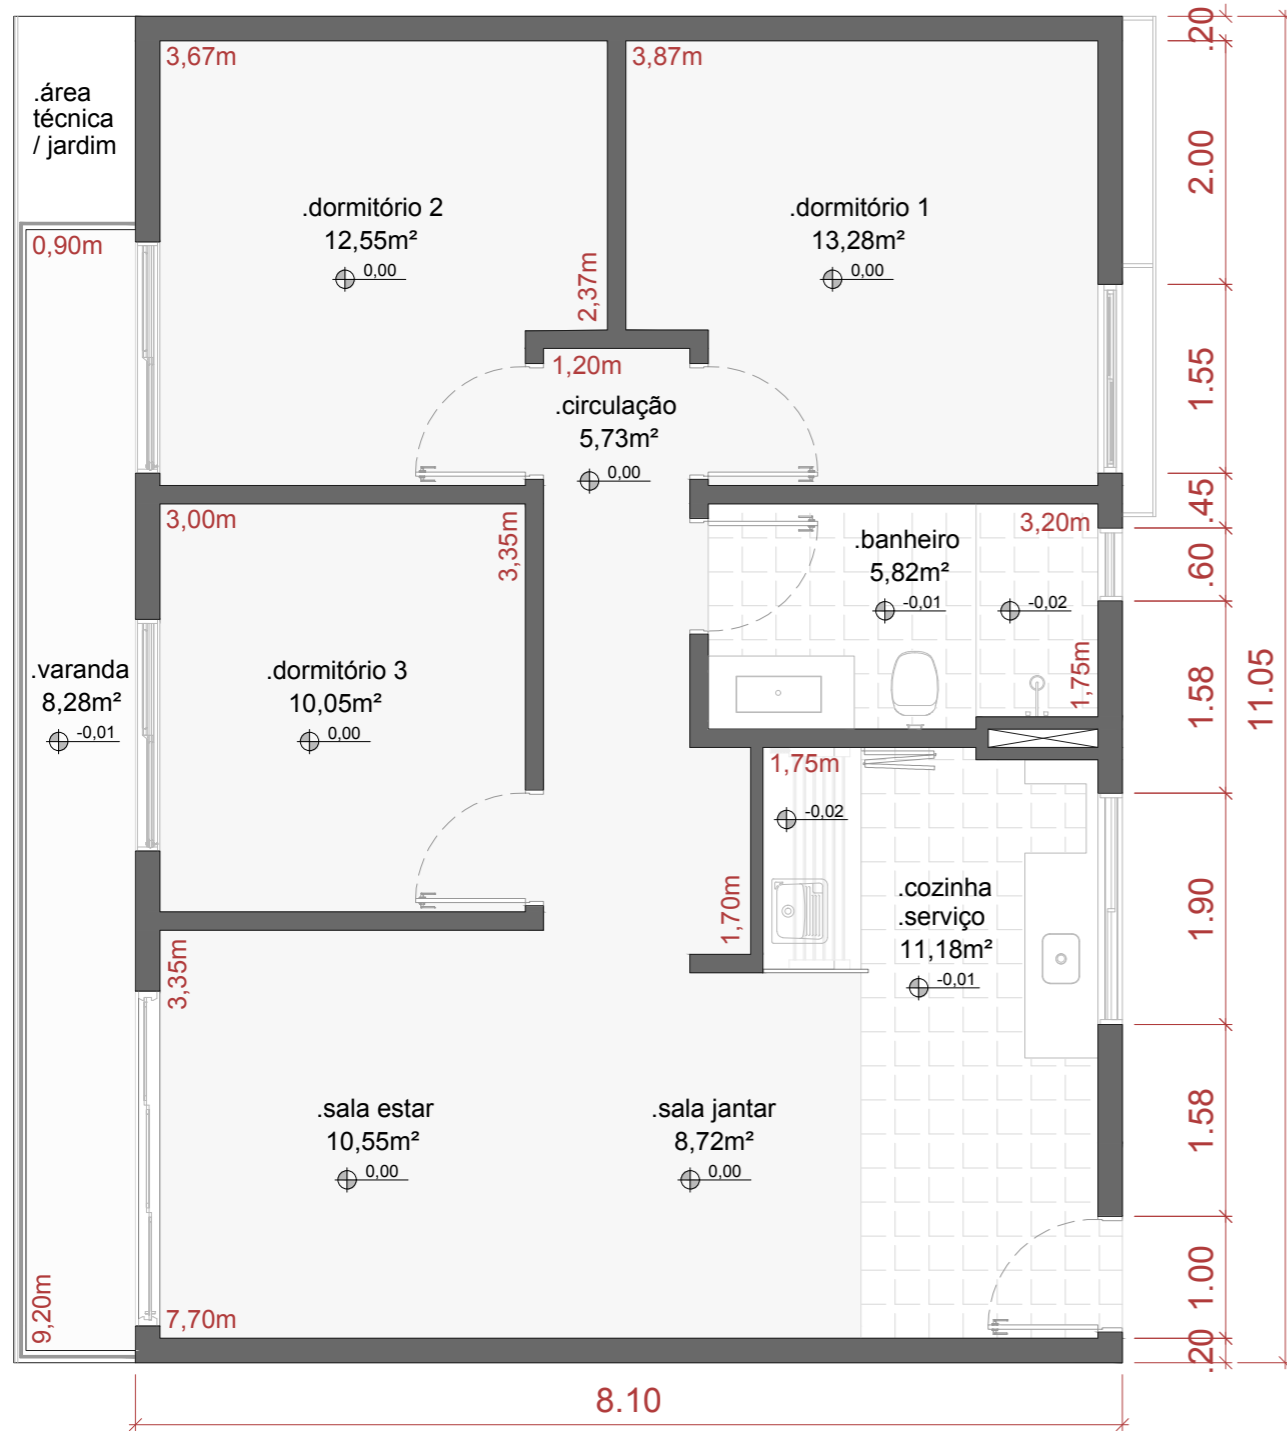 3,67m
3,87m
.20
.área
técnica
/ jardim
2.00
.dormitório 2
12,55m²
0,00
.dormitório 1
13,28m²
0,00
0,90m
2,37m
1,20m
1.55
.circulação
5,73m²
0,00
.45
3,00m
3,35m
3,20m
.banheiro
5,82m²
-0,01
-0,02
.60
1,75m
.varanda
8,28m²
-0,01
.dormitório 3
10,05m²
0,00
1.58
11.05
1,75m
-0,02
1,70m
.cozinha
.serviço
11,18m²
-0,01
1.90
3,35m
.sala estar
10,55m²
0,00
.sala jantar
8,72m²
0,00
1.58
9,20m
7,70m
1.00
.20
8.10